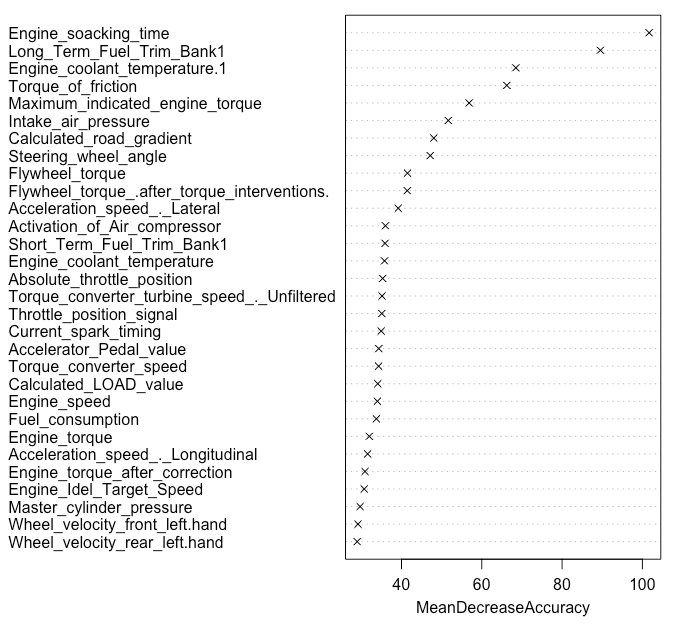 Engine_soacking_time
Long_Term_Fuel_Trim_Bank1
Engine_coolant_temperature.1
Torque_of_friction
Maximum_indicated_engine_torque
Intake_air_pressure
Calculated_road_gradient
Steering_wheel_angle
Flywheel_torque
Flywheel_torque_.after_torque_interventions.
Acceleration_speed_._Lateral
Activation_of_Air_compressor
Short_Term_Fuel_Trim_Bank1
Engine_coolant_temperature
Absolute_throttle_position
Torque_converter_turbine_speed_._Unfiltered
Throttle_position_signal
Current_spark_timing
Accelerator_Pedal_value
Torque_converter_speed
Calculated_LOAD_value
Engine_speed
Fuel_consumption
Engine_torque
Acceleration_speed_._Longitudinal
Engine_torque_after_correction
Engine_Idel_Target_Speed
Master_cylinder_pressure
Wheel_velocity_front_left.hand
Wheel_velocity_rear_left.hand
40 60 80 100
MeanDecreaseAccuracy